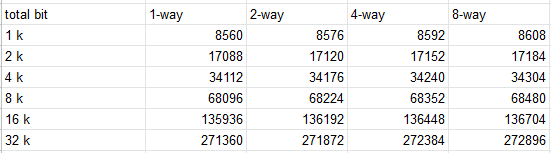 total bit 1-way 2-way 4-way 8-way
1 k 8560 8576 8592 8608
2 k 17088 17120 17152 17184
4 k 34112 34176 34240 34304
8 k 68096 68224 68352 68480
16 k 135936 136192 136448 136704
32 k 271360 271872 272384 272896